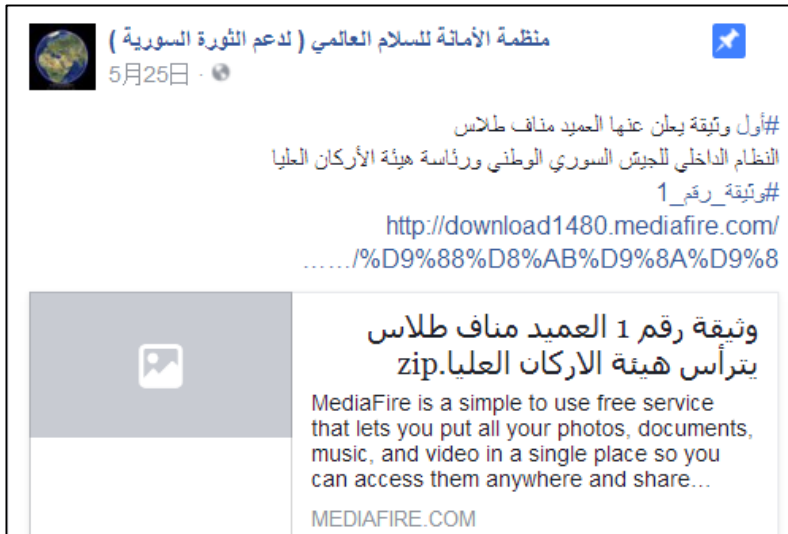 منظمة الأمانة للسلام العالمي ( لدعم الثورة السورية )
5月25日 ·
#أول وثيقة يعلن عنها العميد مناف طلاس
النظام الداخلي للجيش السوري الوطني ورئاسة هيئة الأركان العليا
#وثيقة_رقم_1
http://download1480.mediafire.com/
……/%D9%88%D8%AB%D9%8A%D9%8
وثيقة رقم 1 العميد مناف طلاس
يترأس هيئة الاركان العليا.zip
MediaFire is a simple to use free service
that lets you put all your photos, documents,
music, and video in a single place so you
can access them anywhere and share...
MEDIAFIRE.COM